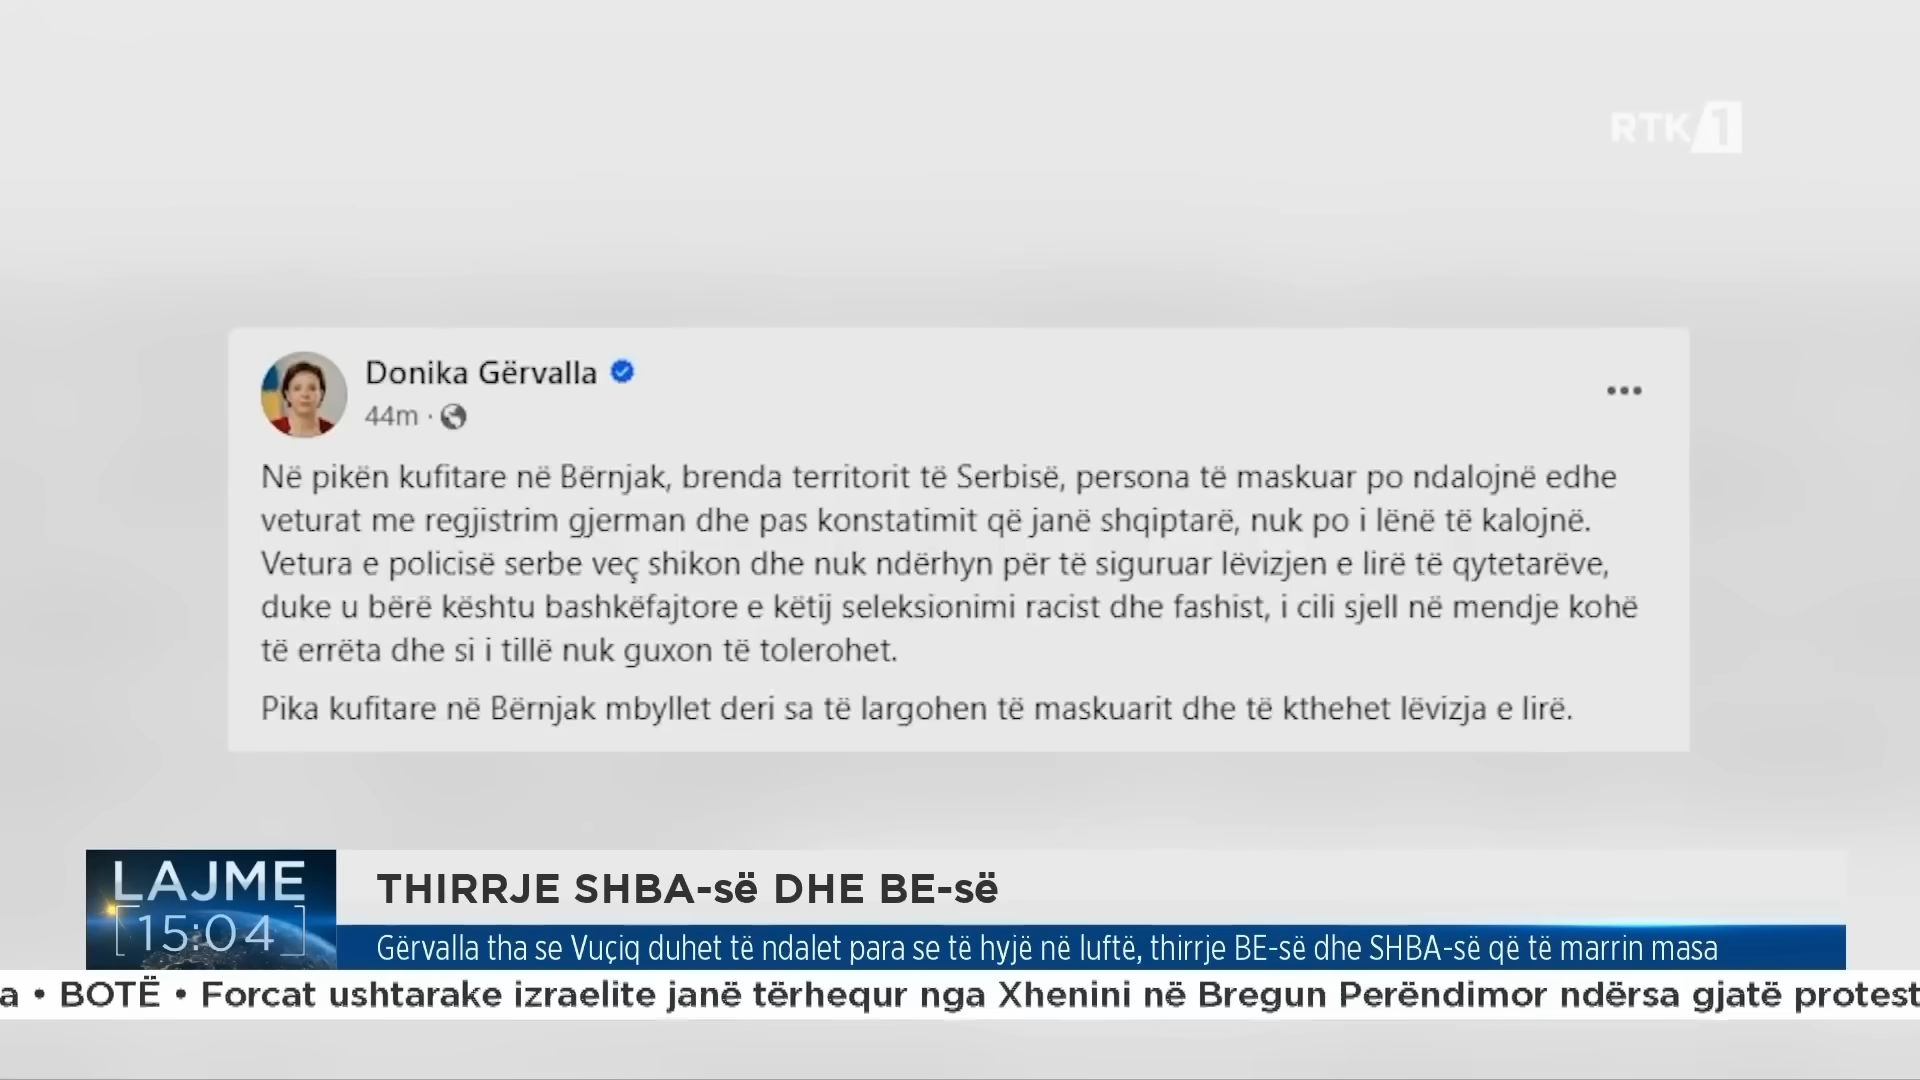 RTK 1
Donika Gërvalla
44m ·
Në pikën kufitare në Bërnjak, brenda territorit të Serbisë, persona të maskuar po ndalojnë edhe
veturat me regjistrim gjerman dhe pas konstatimit që janë shqiptarë, nuk po i lënë të kalojnë.
Vetura e policisë serbe veç shikon dhe nuk ndërhyn për të siguruar lëvizjen e lirë të qytetarëve,
duke u bërë kështu bashkëfajtore e këtij seleksionimi racist dhe fashist, i cili sjell në mendje kohë
të errëta dhe si i tillë nuk guxon të tolerohet.
Pika kufitare në Bërnjak mbyllet deri sa të largohen të maskuarit dhe të kthehet lëvizja e lirë.
LAJME
15:04
THIRRJE SHBA-së DHE BE-së
Gërvalla tha se Vuçiq duhet të ndalet para se të hyjë në luftë, thirrje BE-së dhe SHBA-së që të marrin masa
a • BOTË • Forcat ushtarake izraelite janë tërhequr nga Xhenini në Bregun Perëndimor ndërsa gjatë protest